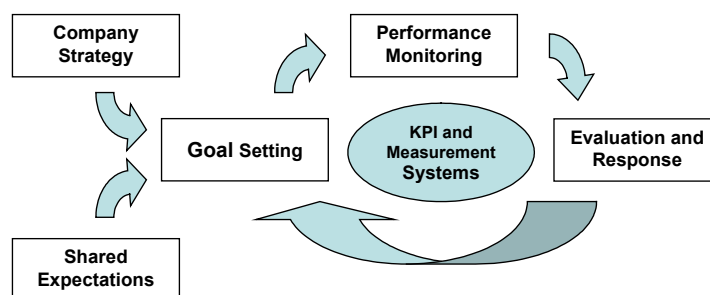 Company
Strategy
Performance
Monitoring
Goal Setting
KPI and
Measurement
Systems
Evaluation and
Response
Shared
Expectations